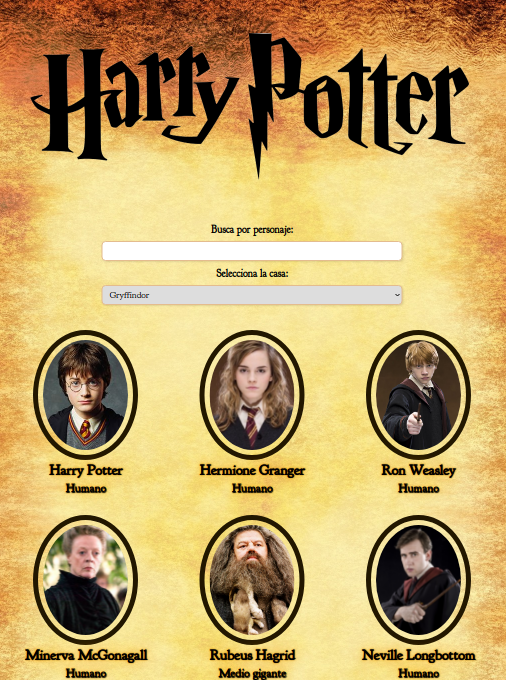 Harry Potter
Busca por personaje:
Selecciona la casa:
Gryffindor
Harry Potter
Hermione Granger
Ron Weasley
Humano
Humano
Humano
Minerva McGonagall
Rubeus Hagrid
Neville Longbottom
Humano
Medio gigante
Humano